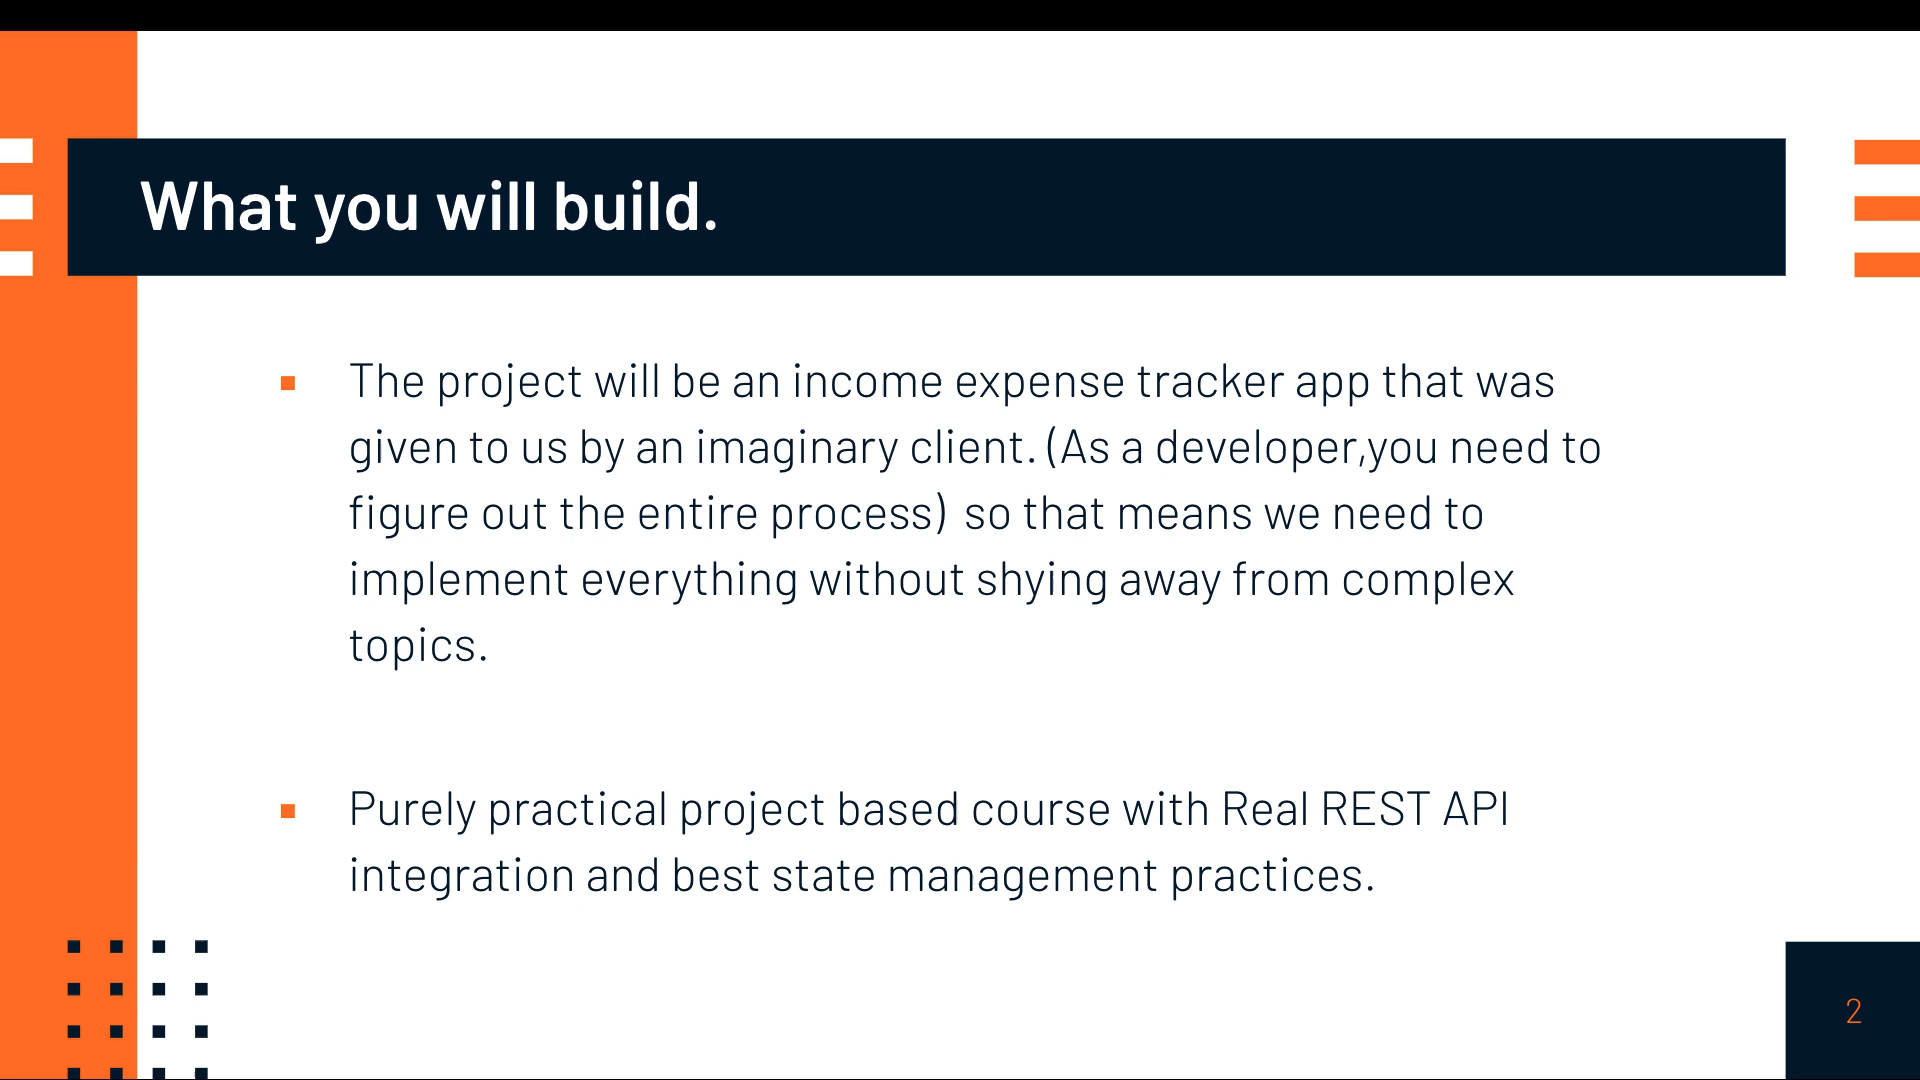 What you will build.
The project will be an income expense tracker app that was
given to us by an imaginary client. (As a developer,you need to
figure out the entire process)  so that means we need to
implement everything without shying away from complex
topics.
Purely practical project based course with Real REST API
integration and best state management practices.
2